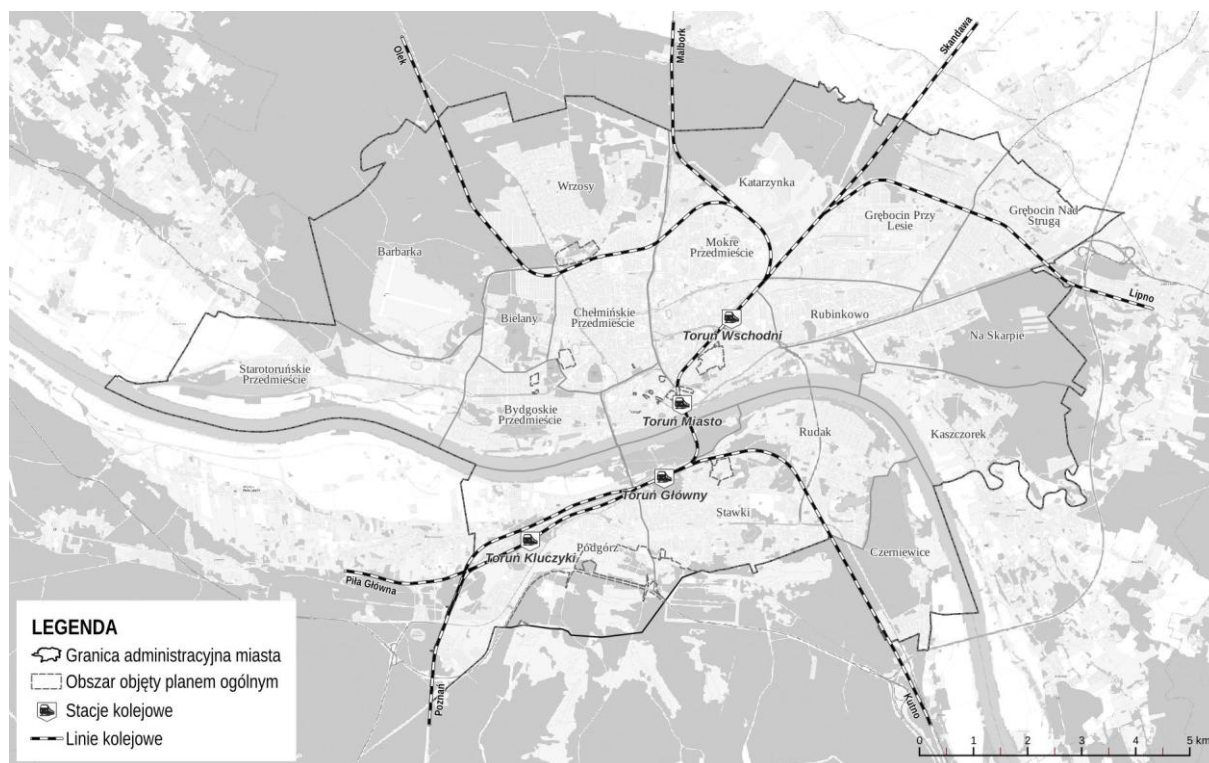 Olek
Malbork
Skandawa
Wrzosy
Katarzynka
Grębocin Przy
Lesie
Grębocin Nad
Strugą
Barbarka
Mokre
Przedmieście
Lipno
Bielany
Chełmińskie
Przedmieście
Rubinkowo
Toruń Wschodni
Na Skarpie
Starotoruńskie
Przedmieście
Bydgoskie
Przedmieście
Toruń Miasto
Rudak
Kaszczorek
Toruń Główny
Stawki
Toruń Kluczyki
Podgórz
Czerniewice
Piła Główna
Poznań
Kutno
LEGENDA
Granica administracyjna miasta
Obszar objęty planem ogólnym
Stacje kolejowe
Linie kolejowe
0 1 2 3 4 5 km